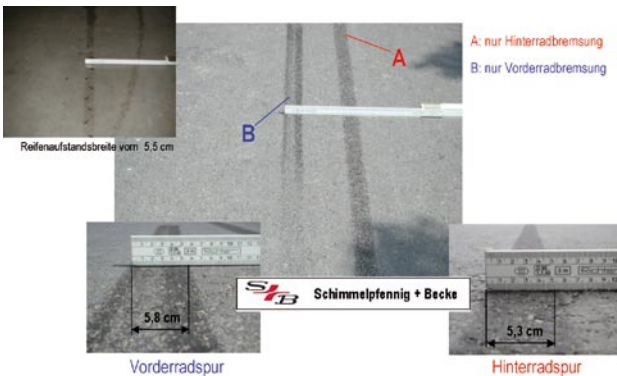 A: nur Hinterradbremsung
B: nur Vorderradbremsung
A
B
Reifenaufstandsbreite vorn 5,5 cm
S+B Schimmelpfennig + Becke
5,8 cm
5,3 cm
Vorderradspur
Hinterradspur